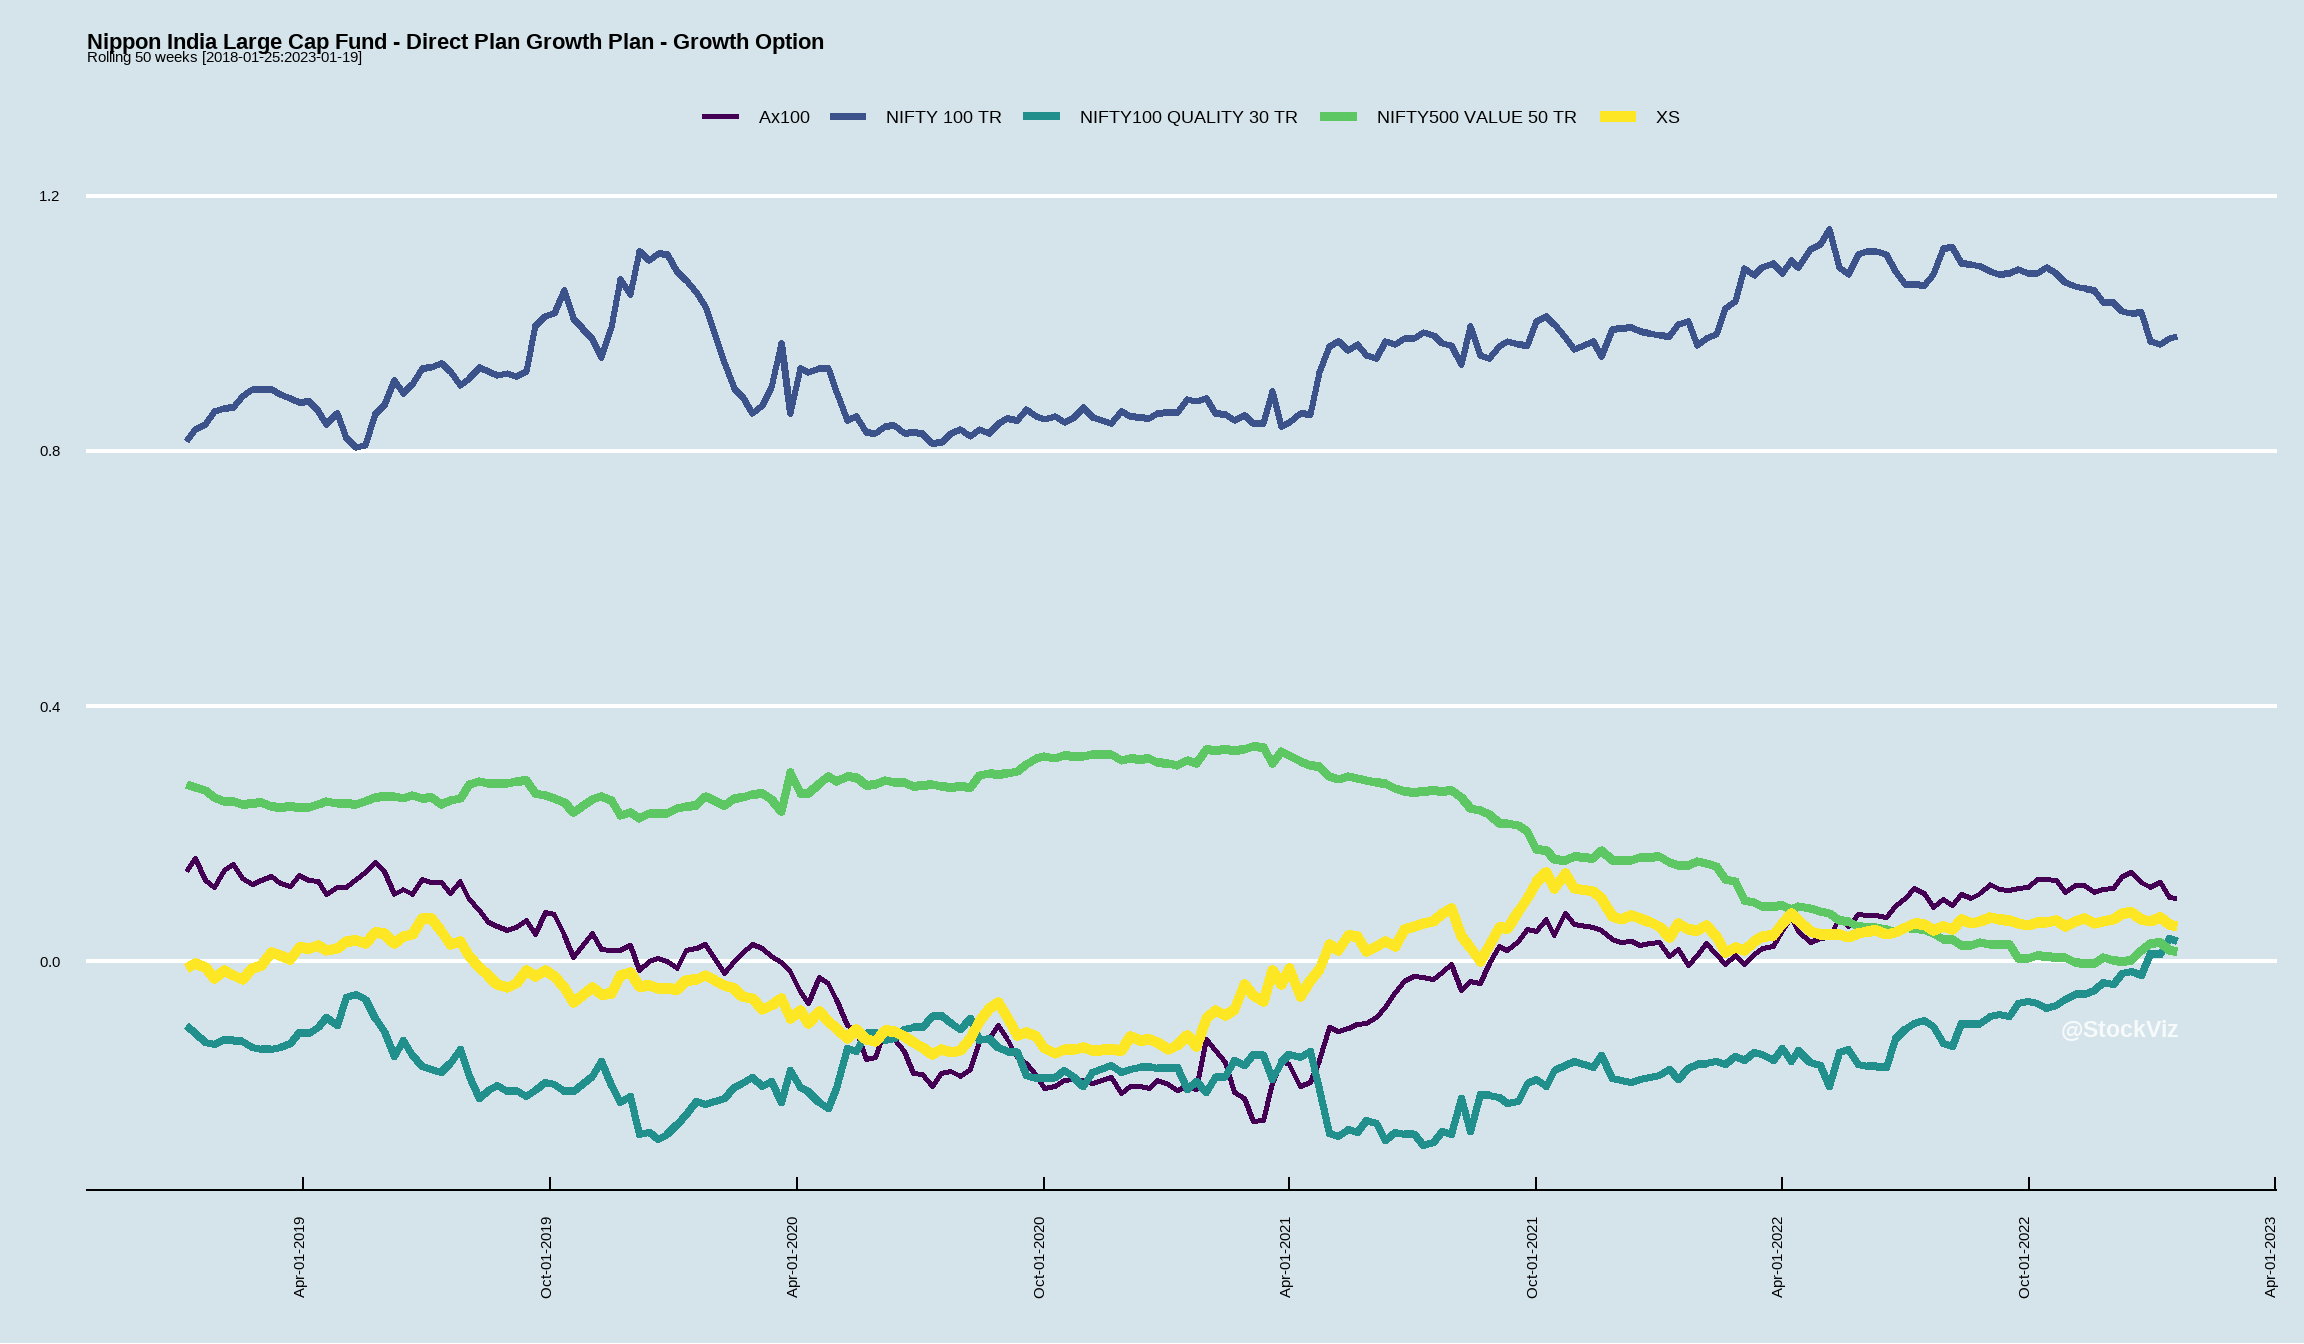 Nippon India Large Cap Fund - Direct Plan Growth Plan - Growth Option
Rolling 50 weeks [2018-01-25:2023-01-19]
Ax100 NIFTY 100 TR NIFTY100 QUALITY 30 TR NIFTY500 VALUE 50 TR XS
1.2
0.8
0.4
0.0
@StockViz
Apr-01-2019 Oct-01-2019 Apr-01-2020 Oct-01-2020 Apr-01-2021 Oct-01-2021 Apr-01-2022 Oct-01-2022 Apr-01-2023